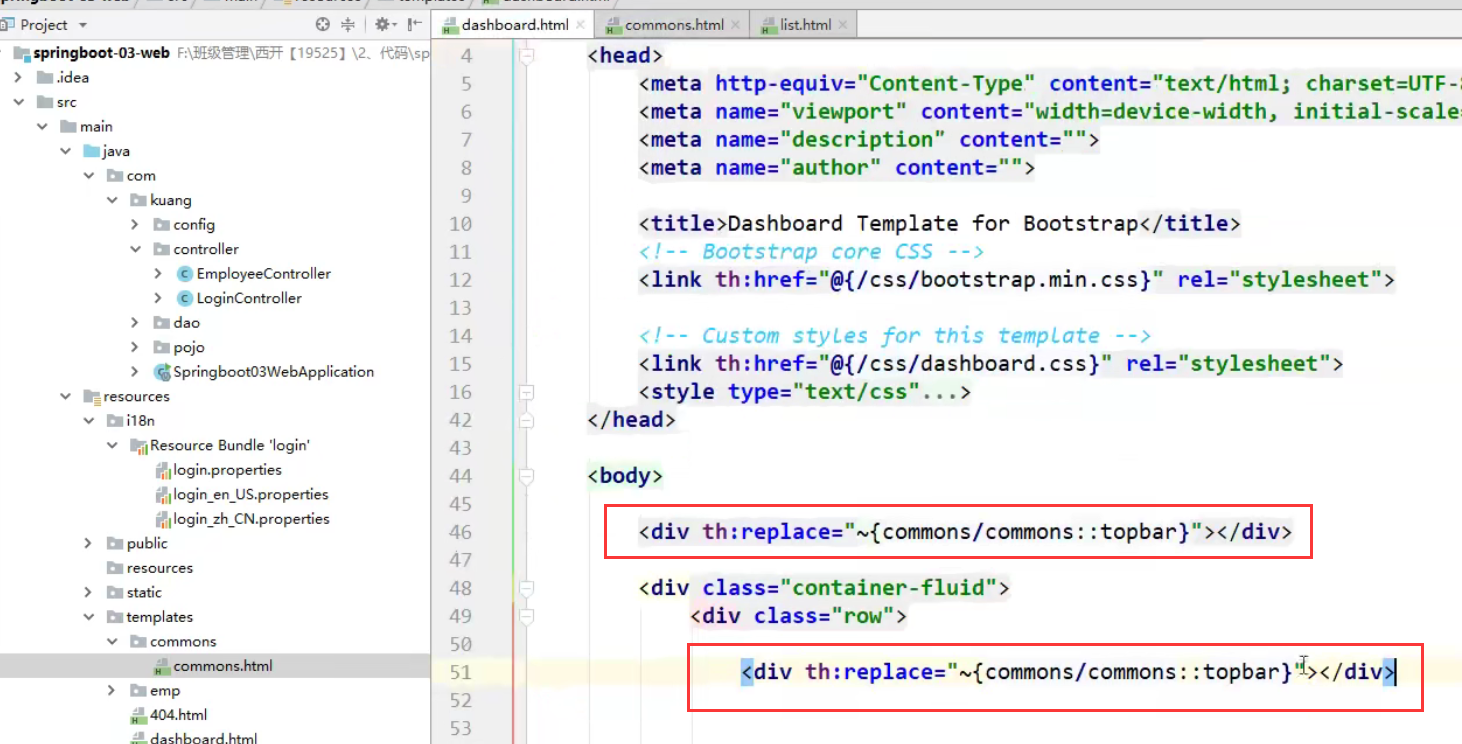 Project
springboot-03-web F:\班级管理\西开【19525】\2、代码\sp
.idea
src
main
java
com
kuang
config
controller
EmployeeController
LoginController
dao
pojo
Springboot03WebApplication
resources
i18n
Resource Bundle 'login'
login.properties
login_en_US.properties
login_zh_CN.properties
public
resources
static
templates
commons
commons.html
emp
404.html
dashboard.html
dashboard.html commons.html list.html
4 <head>
5 <meta http-equiv="Content-Type" content="text/html; charset=UTF-
6 <meta name="viewport" content="width=device-width, initial-scale=
7 <meta name="description" content="">
8 <meta name="author" content="">
9
10 <title>Dashboard Template for Bootstrap</title>
11 <!-- Bootstrap core CSS -->
12 <link th:href="@{/css/bootstrap.min.css}" rel="stylesheet">
13
14 <!-- Custom styles for this template -->
15 <link th:href="@{/css/dashboard.css}" rel="stylesheet">
16 <style type="text/css"...>
42 </head>
43
44 <body>
45
46 <div th:replace="~{commons/commons::topbar}"></div>
47
48 <div class="container-fluid">
49 <div class="row">
50
51 <div th:replace="~{commons/commons::topbar}"></div>
52
53